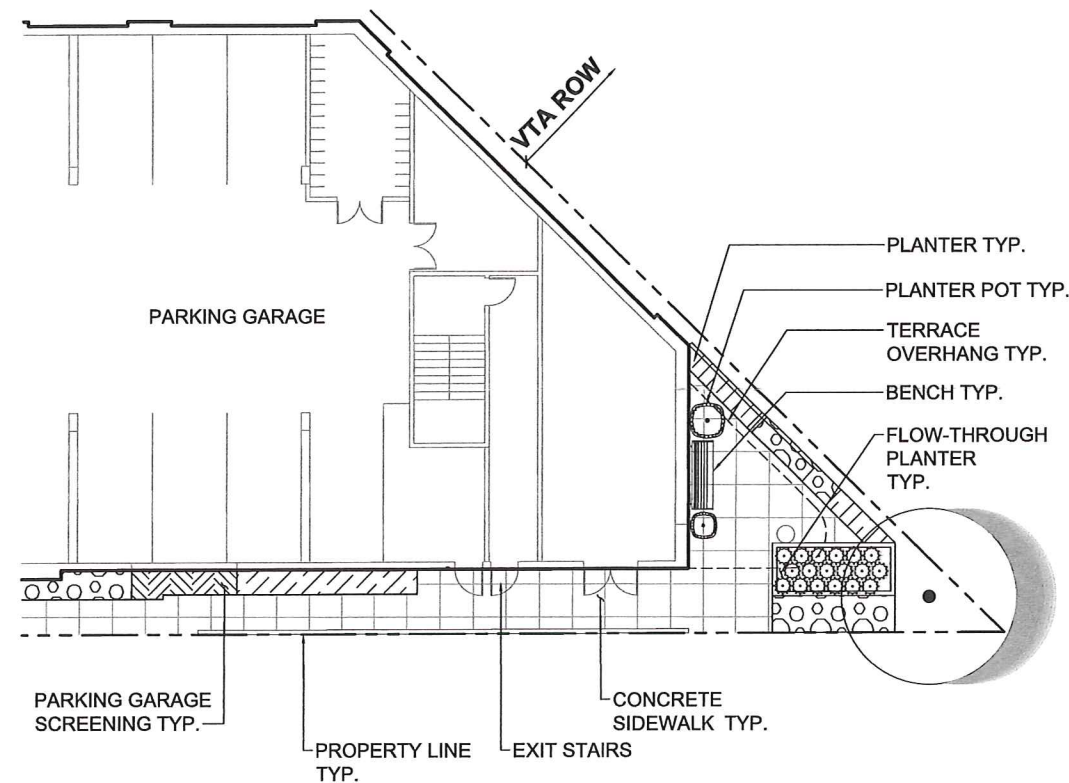 VTA ROW
PLANTER TYP.
PLANTER POT TYP.
PARKING GARAGE
TERRACE
OVERHANG TYP.
BENCH TYP.
FLOW-THROUGH
PLANTER
TYP.
PARKING GARAGE
SCREENING TYP.
PROPERTY LINE
TYP.
EXIT STAIRS
CONCRETE
SIDEWALK TYP.